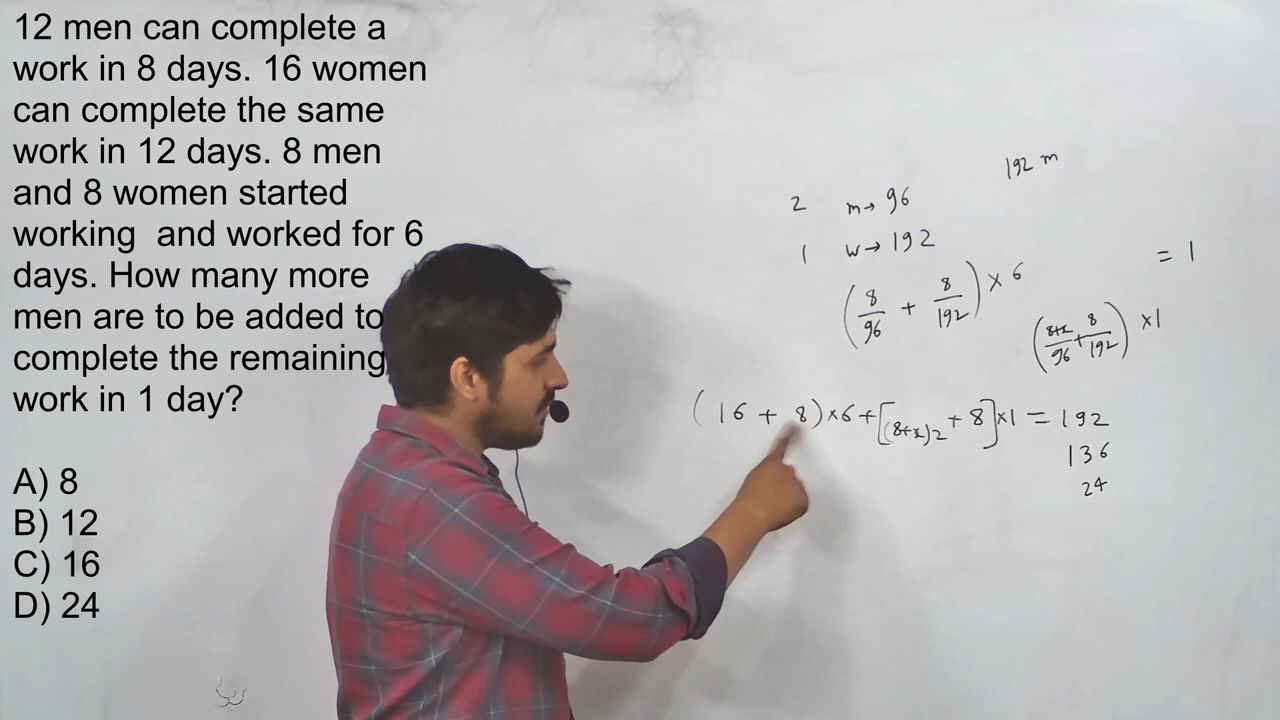 12 men can complete a
work in 8 days. 16 women
can complete the same
work in 12 days. 8 men
and 8 women started
working and worked for 6
days. How many more
men are to be added to
complete the remaining
work in 1 day?
A) 8
B) 12
C) 16
D) 24
192 m
2 m→ 96
1 w→ 192
(8/96 + 8/192) × 6 = 1
((8+x)/96 + 8/192) ×1
(16 + 8)×6+[(8+x)2 + 8]×1 = 192
136
24